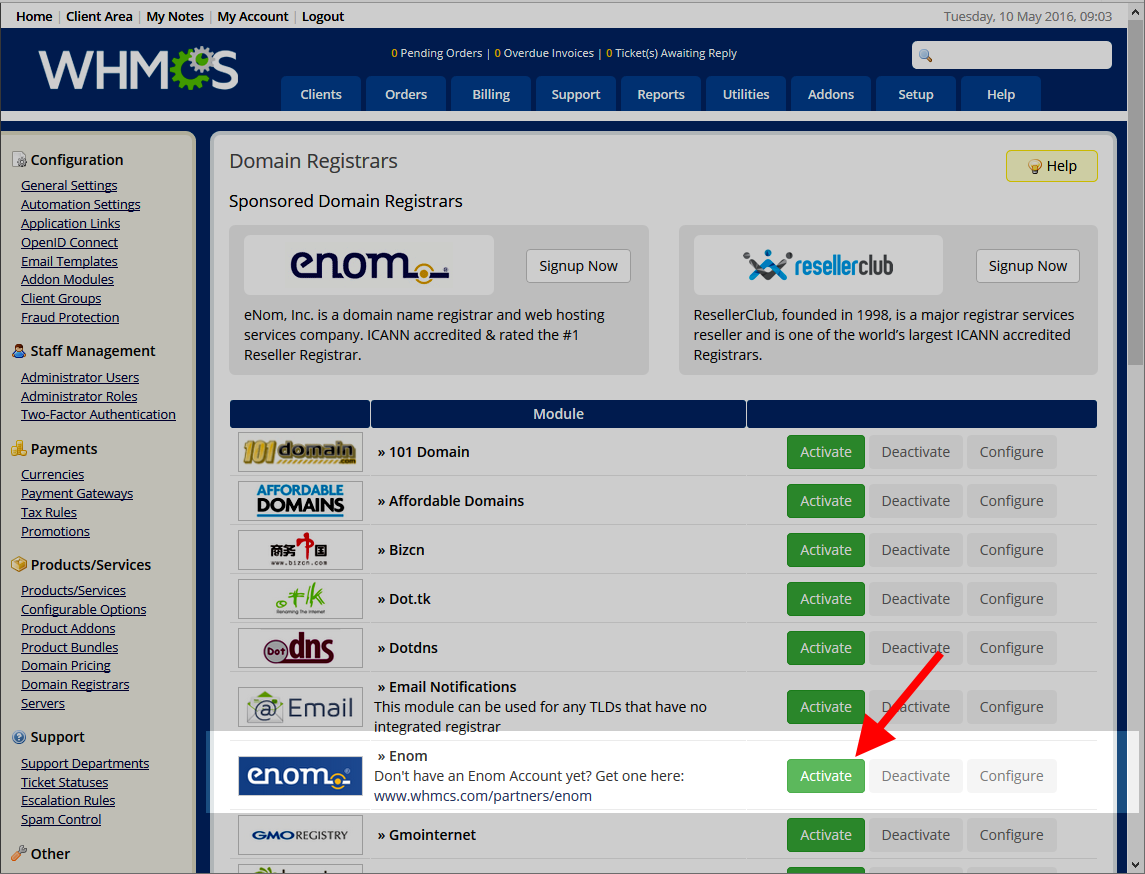 Home | Client Area | My Notes | My Account | Logout
Tuesday, 10 May 2016, 09:03
WHMCS
0 Pending Orders | 0 Overdue Invoices | 0 Ticket(s) Awaiting Reply
Clients Orders Billing Support Reports Utilities Addons Setup Help
Configuration
General Settings
Automation Settings
Application Links
OpenID Connect
Email Templates
Addon Modules
Client Groups
Fraud Protection
Staff Management
Administrator Users
Administrator Roles
Two-Factor Authentication
Payments
Currencies
Payment Gateways
Tax Rules
Promotions
Products/Services
Products/Services
Configurable Options
Product Addons
Product Bundles
Domain Pricing
Domain Registrars
Servers
Support
Support Departments
Ticket Statuses
Escalation Rules
Spam Control
Other
Domain Registrars
Help
Sponsored Domain Registrars
enom
Signup Now
eNom, Inc. is a domain name registrar and web hosting
services company. ICANN accredited & rated the #1
Reseller Registrar.
resellerclub
Signup Now
ResellerClub, founded in 1998, is a major registrar services
reseller and is one of the world's largest ICANN accredited
Registrars.
Module
101domain.com
» 101 Domain
Activate Deactivate Configure
AFFORDABLE
DOMAINS
» Affordable Domains
Activate Deactivate Configure
商务中国
www.bizcn.com
» Bizcn
Activate Deactivate Configure
.tk
Renaming The Internet
» Dot.tk
Activate Deactivate Configure
Dot dns
» Dotdns
Activate Deactivate Configure
@ Email
» Email Notifications
This module can be used for any TLDs that have no
integrated registrar
Activate Deactivate Configure
enom
» Enom
Don't have an Enom Account yet? Get one here:
www.whmcs.com/partners/enom
Activate Deactivate Configure
GMO REGISTRY
» Gmointernet
Activate Deactivate Configure